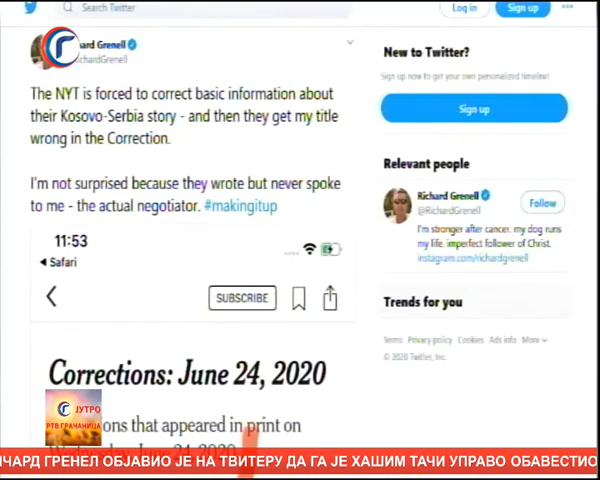 Search Twitter
Log in
Sign up
Richard Grenell
@RichardGrenell
The NYT is forced to correct basic information about
their Kosovo-Serbia story - and then they get my title
wrong in the Correction.
I'm not surprised because they wrote but never spoke
to me - the actual negotiator. #makingitup
11:53
Safari
SUBSCRIBE
Corrections: June 24, 2020
ons that appeared in print on
June 24, 2020
New to Twitter?
Sign up now to get your own personalized timeline!
Sign up
Relevant people
Richard Grenell
@RichardGrenell
Follow
I'm stronger after cancer. my dog runs
my life. imperfect follower of Christ.
instagram.com/richardgrenell
Trends for you
Terms Privacy policy Cookies Ads info More
© 2020 Twitter, Inc.
ЈУТРО
РТВ ГРАЧАНИЦА
ИЧАРД ГРЕНЕЛ ОБЈАВИО ЈЕ НА ТВИТЕРУ ДА ГА ЈЕ ХАШИМ ТАЧИ УПРАВО ОБАВЕСТИО